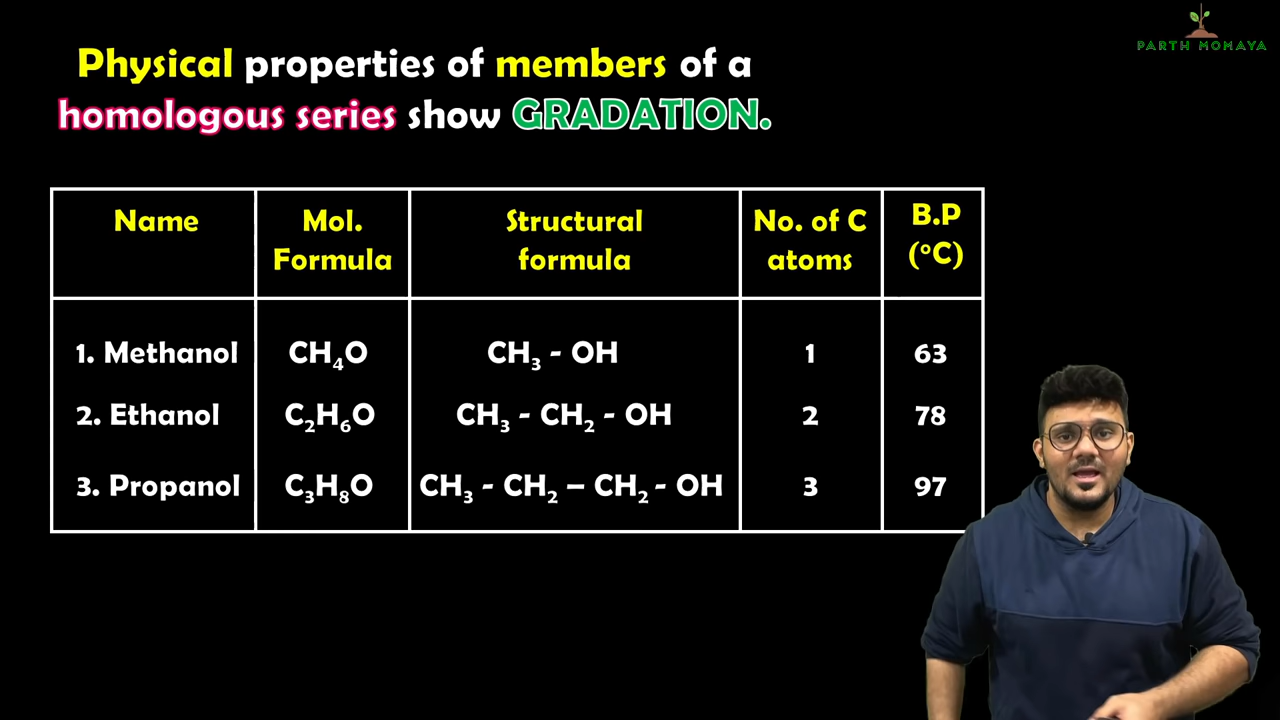 PARTH MOMAYA
Physical properties of members of a
homologous series show GRADATION.
Name
Mol.
Formula
Structural
formula
No. of C
atoms
B.P
(°C)
1. Methanol
CH₄O
CH₃ - OH
1
63
2. Ethanol
C₂H₆O
CH₃ - CH₂ - OH
2
78
3. Propanol
C₃H₈O
CH₃ - CH₂ – CH₂ - OH
3
97